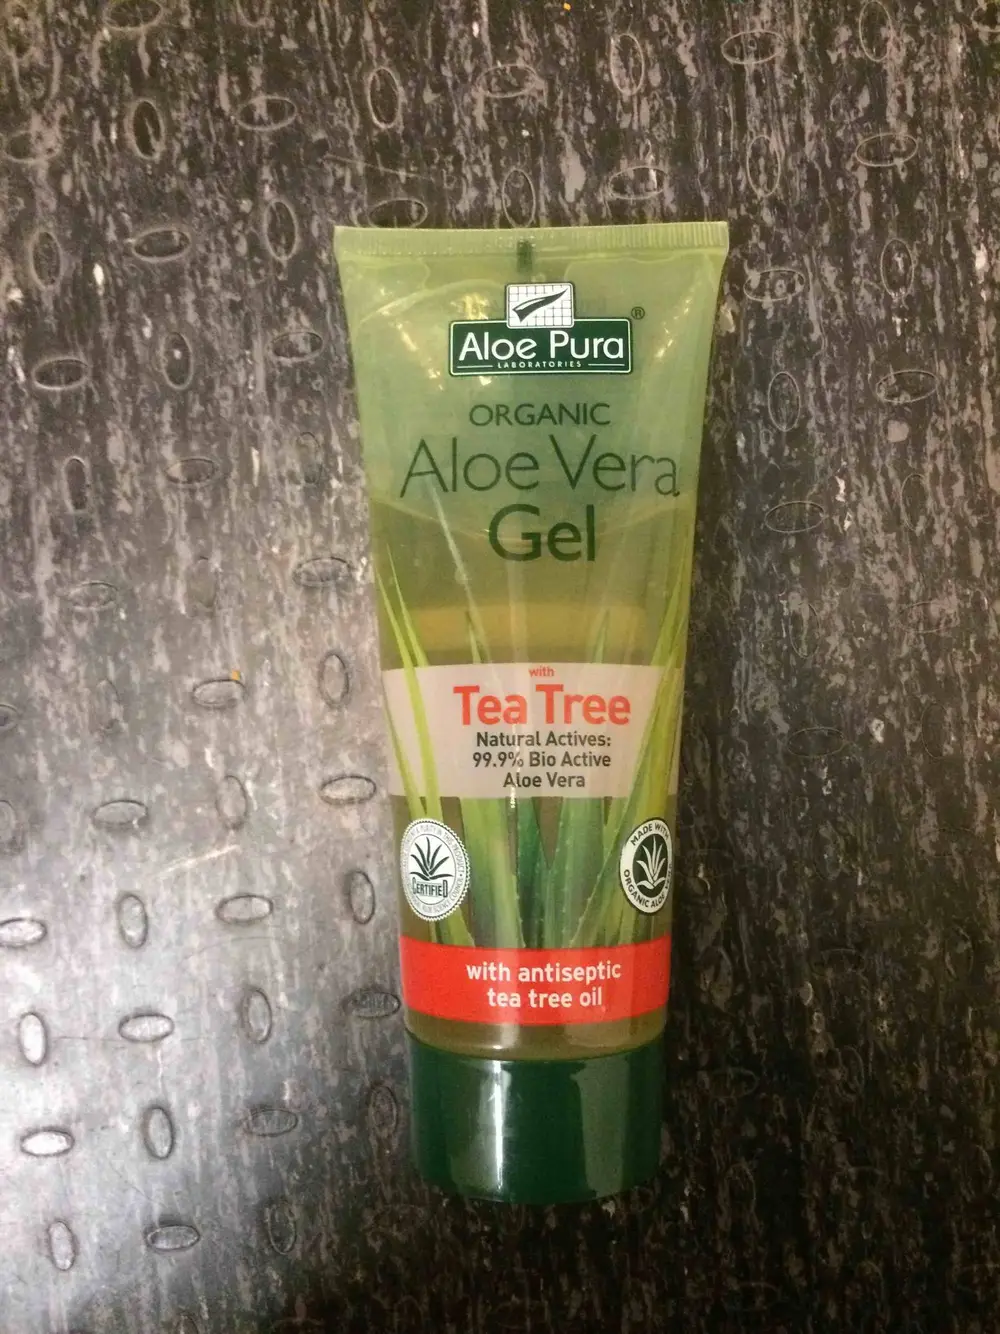 Aloe Pura ®
LABORATORIES
ORGANIC
Aloe Vera
Gel
with
Tea Tree
Natural Actives:
99.9% Bio Active
Aloe Vera
CERTIFIED
MADE WITH
ORGANIC ALOE
with antiseptic
tea tree oil